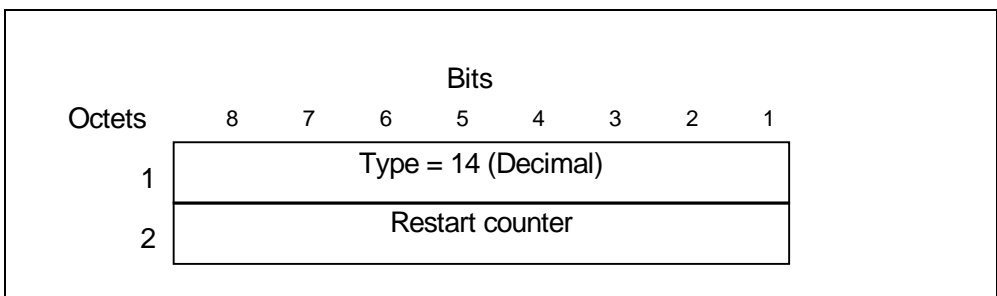 Bits
Octets 8 7 6 5 4 3 2 1
1 Type = 14 (Decimal)
2 Restart counter